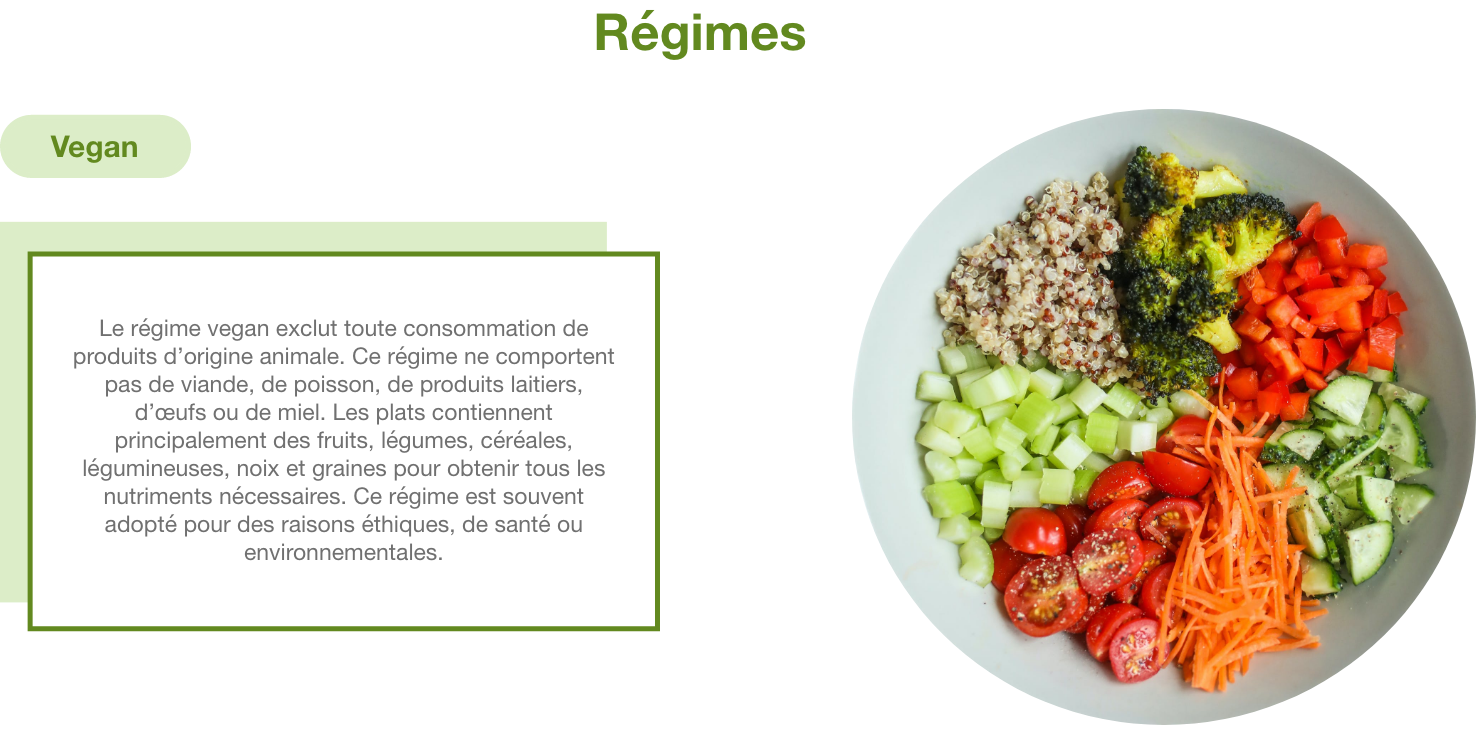 Régimes
Vegan
Le régime vegan exclut toute consommation de
produits d’origine animale. Ce régime ne comportent
pas de viande, de poisson, de produits laitiers,
d’œufs ou de miel. Les plats contiennent
principalement des fruits, légumes, céréales,
légumineuses, noix et graines pour obtenir tous les
nutriments nécessaires. Ce régime est souvent
adopté pour des raisons éthiques, de santé ou
environnementales.